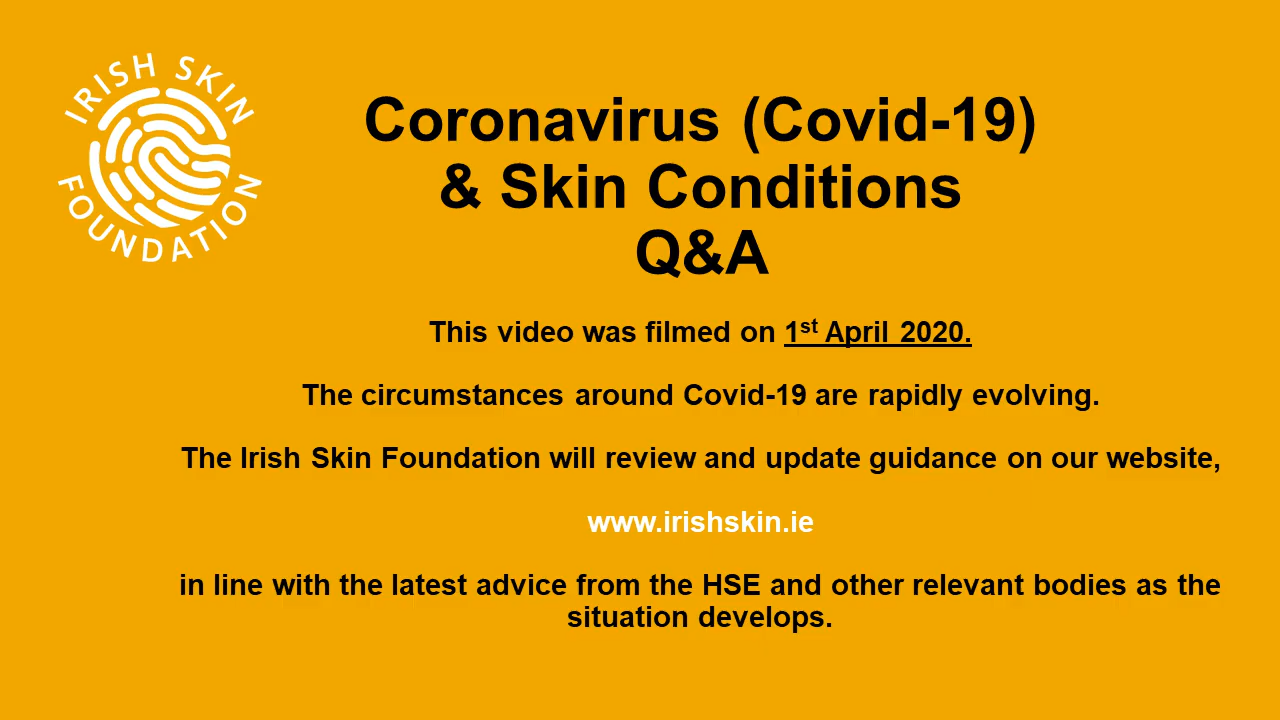 IRISH SKIN
FOUNDATION
Coronavirus (Covid-19)
& Skin Conditions
Q&A
This video was filmed on 1st April 2020.
The circumstances around Covid-19 are rapidly evolving.
The Irish Skin Foundation will review and update guidance on our website,
www.irishskin.ie
in line with the latest advice from the HSE and other relevant bodies as the
situation develops.